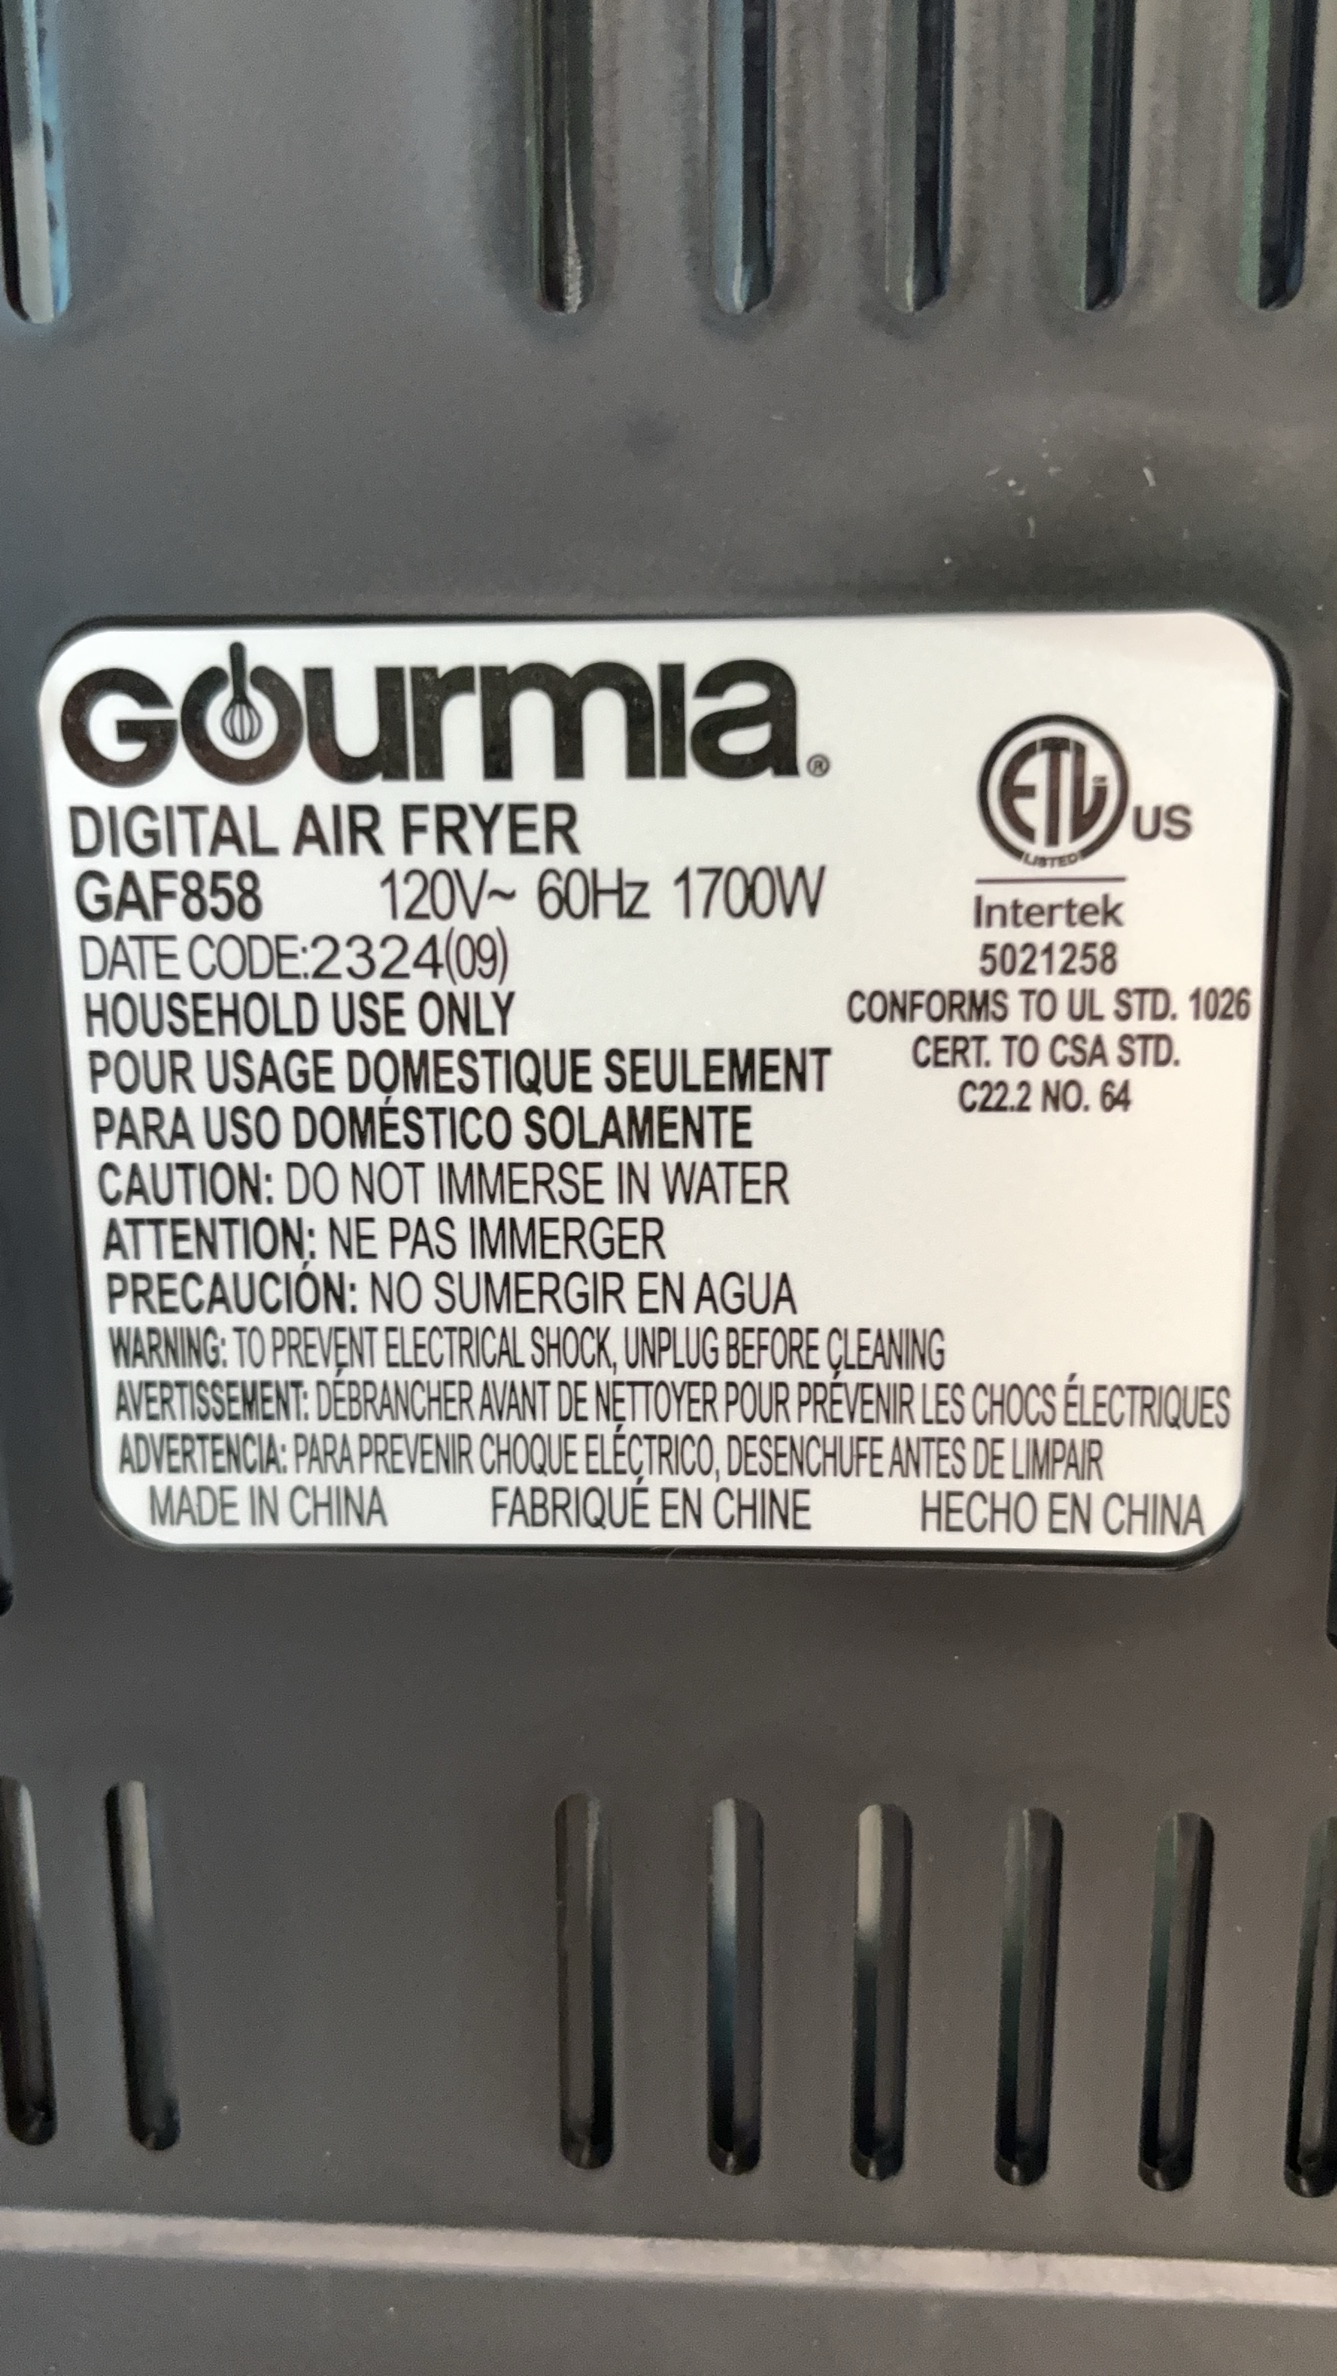 Gourmia®
DIGITAL AIR FRYER
GAF858 120V~ 60Hz 1700W
DATE CODE:2324(09)
HOUSEHOLD USE ONLY
POUR USAGE DOMESTIQUE SEULEMENT
PARA USO DOMÉSTICO SOLAMENTE
CAUTION: DO NOT IMMERSE IN WATER
ATTENTION: NE PAS IMMERGER
PRECAUCIÓN: NO SUMERGIR EN AGUA
WARNING: TO PREVENT ELECTRICAL SHOCK, UNPLUG BEFORE CLEANING
AVERTISSEMENT: DÉBRANCHER AVANT DE NETTOYER POUR PRÉVENIR LES CHOCS ÉLECTRIQUES
ADVERTENCIA: PARA PREVENIR CHOQUE ELÉCTRICO, DESENCHUFE ANTES DE LIMPAIR
MADE IN CHINA FABRIQUÉ EN CHINE HECHO EN CHINA
ETL US
LISTED
Intertek
5021258
CONFORMS TO UL STD. 1026
CERT. TO CSA STD.
C22.2 NO. 64